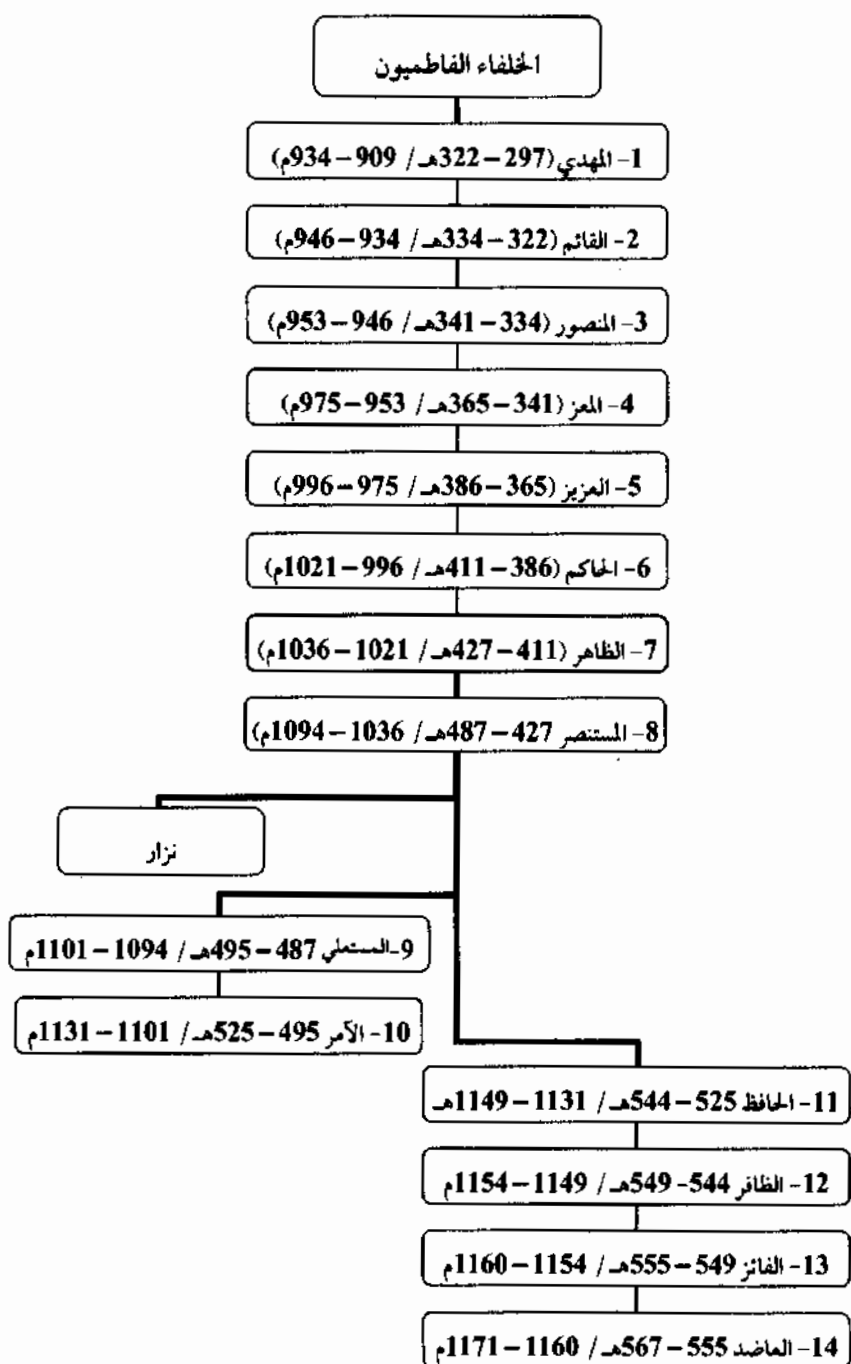 الخلفاء الفاطميون
1- المهدي (297-322هـ / 909-934م)
2- القائم (322-334هـ / 934-946م)
3- المنصور (334-341هـ / 946-953م)
4- المعز (341-365هـ / 953-975م)
5- العزيز (365-386هـ / 975-996م)
6- الحاكم (386-411هـ / 996-1021م)
7- الظاهر (411-427هـ / 1021-1036م)
8- المستنصر 427-487هـ / 1036-1094م)
نزار
9-المستعلي 487-495هـ / 1094-1101م
10- الآمر 495-525هـ / 1101-1131م
11- الحافظ 525-544هـ / 1131-1149هـ
12- الظافر 544-549هـ / 1149-1154م
13- الفائز 549-555هـ / 1154-1160م
14- العاضد 555-567هـ / 1160-1171م